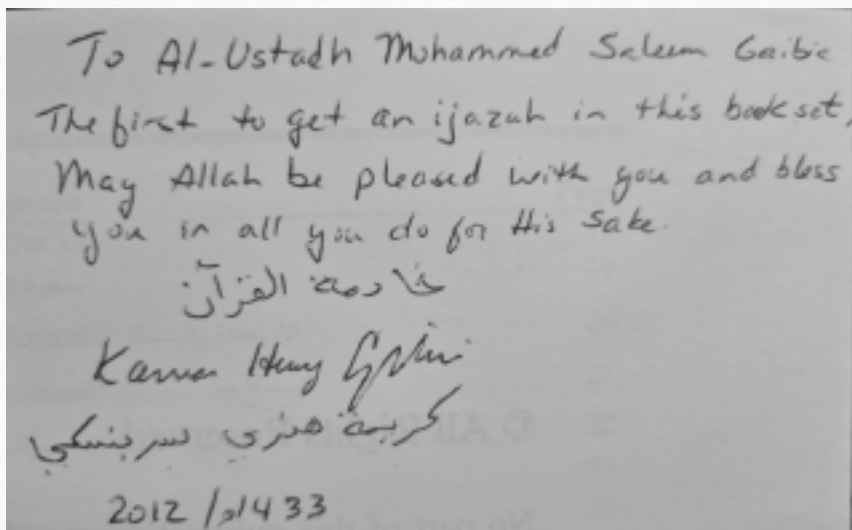 To Al-Ustadh Mohammed Saleem Gaibie
The first to get an ijazah in this book set,
May Allah be pleased with you and bless
you in all you do for His sake.
خادمة القرآن
Henry
كريمة هنري سربنسكي
2012 / 1433